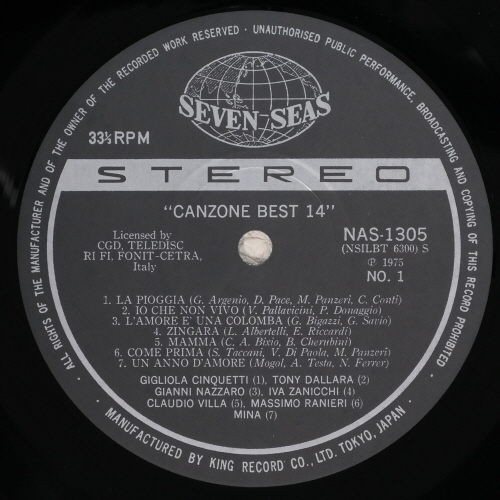 ALL RIGHTS OF THE MANUFACTURER AND OF THE OWNER OF THE RECORDED WORK RESERVED · UNAUTHORISED PUBLIC PERFORMANCE, BROADCASTING AND COPYING OF THIS RECORD PROHIBITED ·
SEVEN SEAS
33⅓ RPM
STEREO
"CANZONE BEST 14"
Licensed by
CGD, TELEDISC
RI FI, FONIT-CETRA,
Italy
NAS-1305
(NSILBT 6300) S
℗ 1975
NO. 1
1. LA PIOGGIA (G. Argenio, D. Pace, M. Panzeri, C. Conti)
2. IO CHE NON VIVO (V. Pallavicini, P. Donaggio)
3. L'AMORE E' UNA COLOMBA (G. Bigazzi, G. Savio)
4. ZINGARA (L. Albertelli, E. Riccardi)
5. MAMMA (C. A. Bixio, B. Cherubini)
6. COME PRIMA (S. Taccani, V. Di Paola, M. Panzeri)
7. UN ANNO D'AMORE (Mogol, A. Testa, N. Ferrer)
GIGLIOLA CINQUETTI (1), TONY DALLARA (2)
GIANNI NAZZARO (3), IVA ZANICCHI (4)
CLAUDIO VILLA (5), MASSIMO RANIERI (6)
MINA (7)
MANUFACTURED BY KING RECORD CO., LTD. TOKYO, JAPAN ·